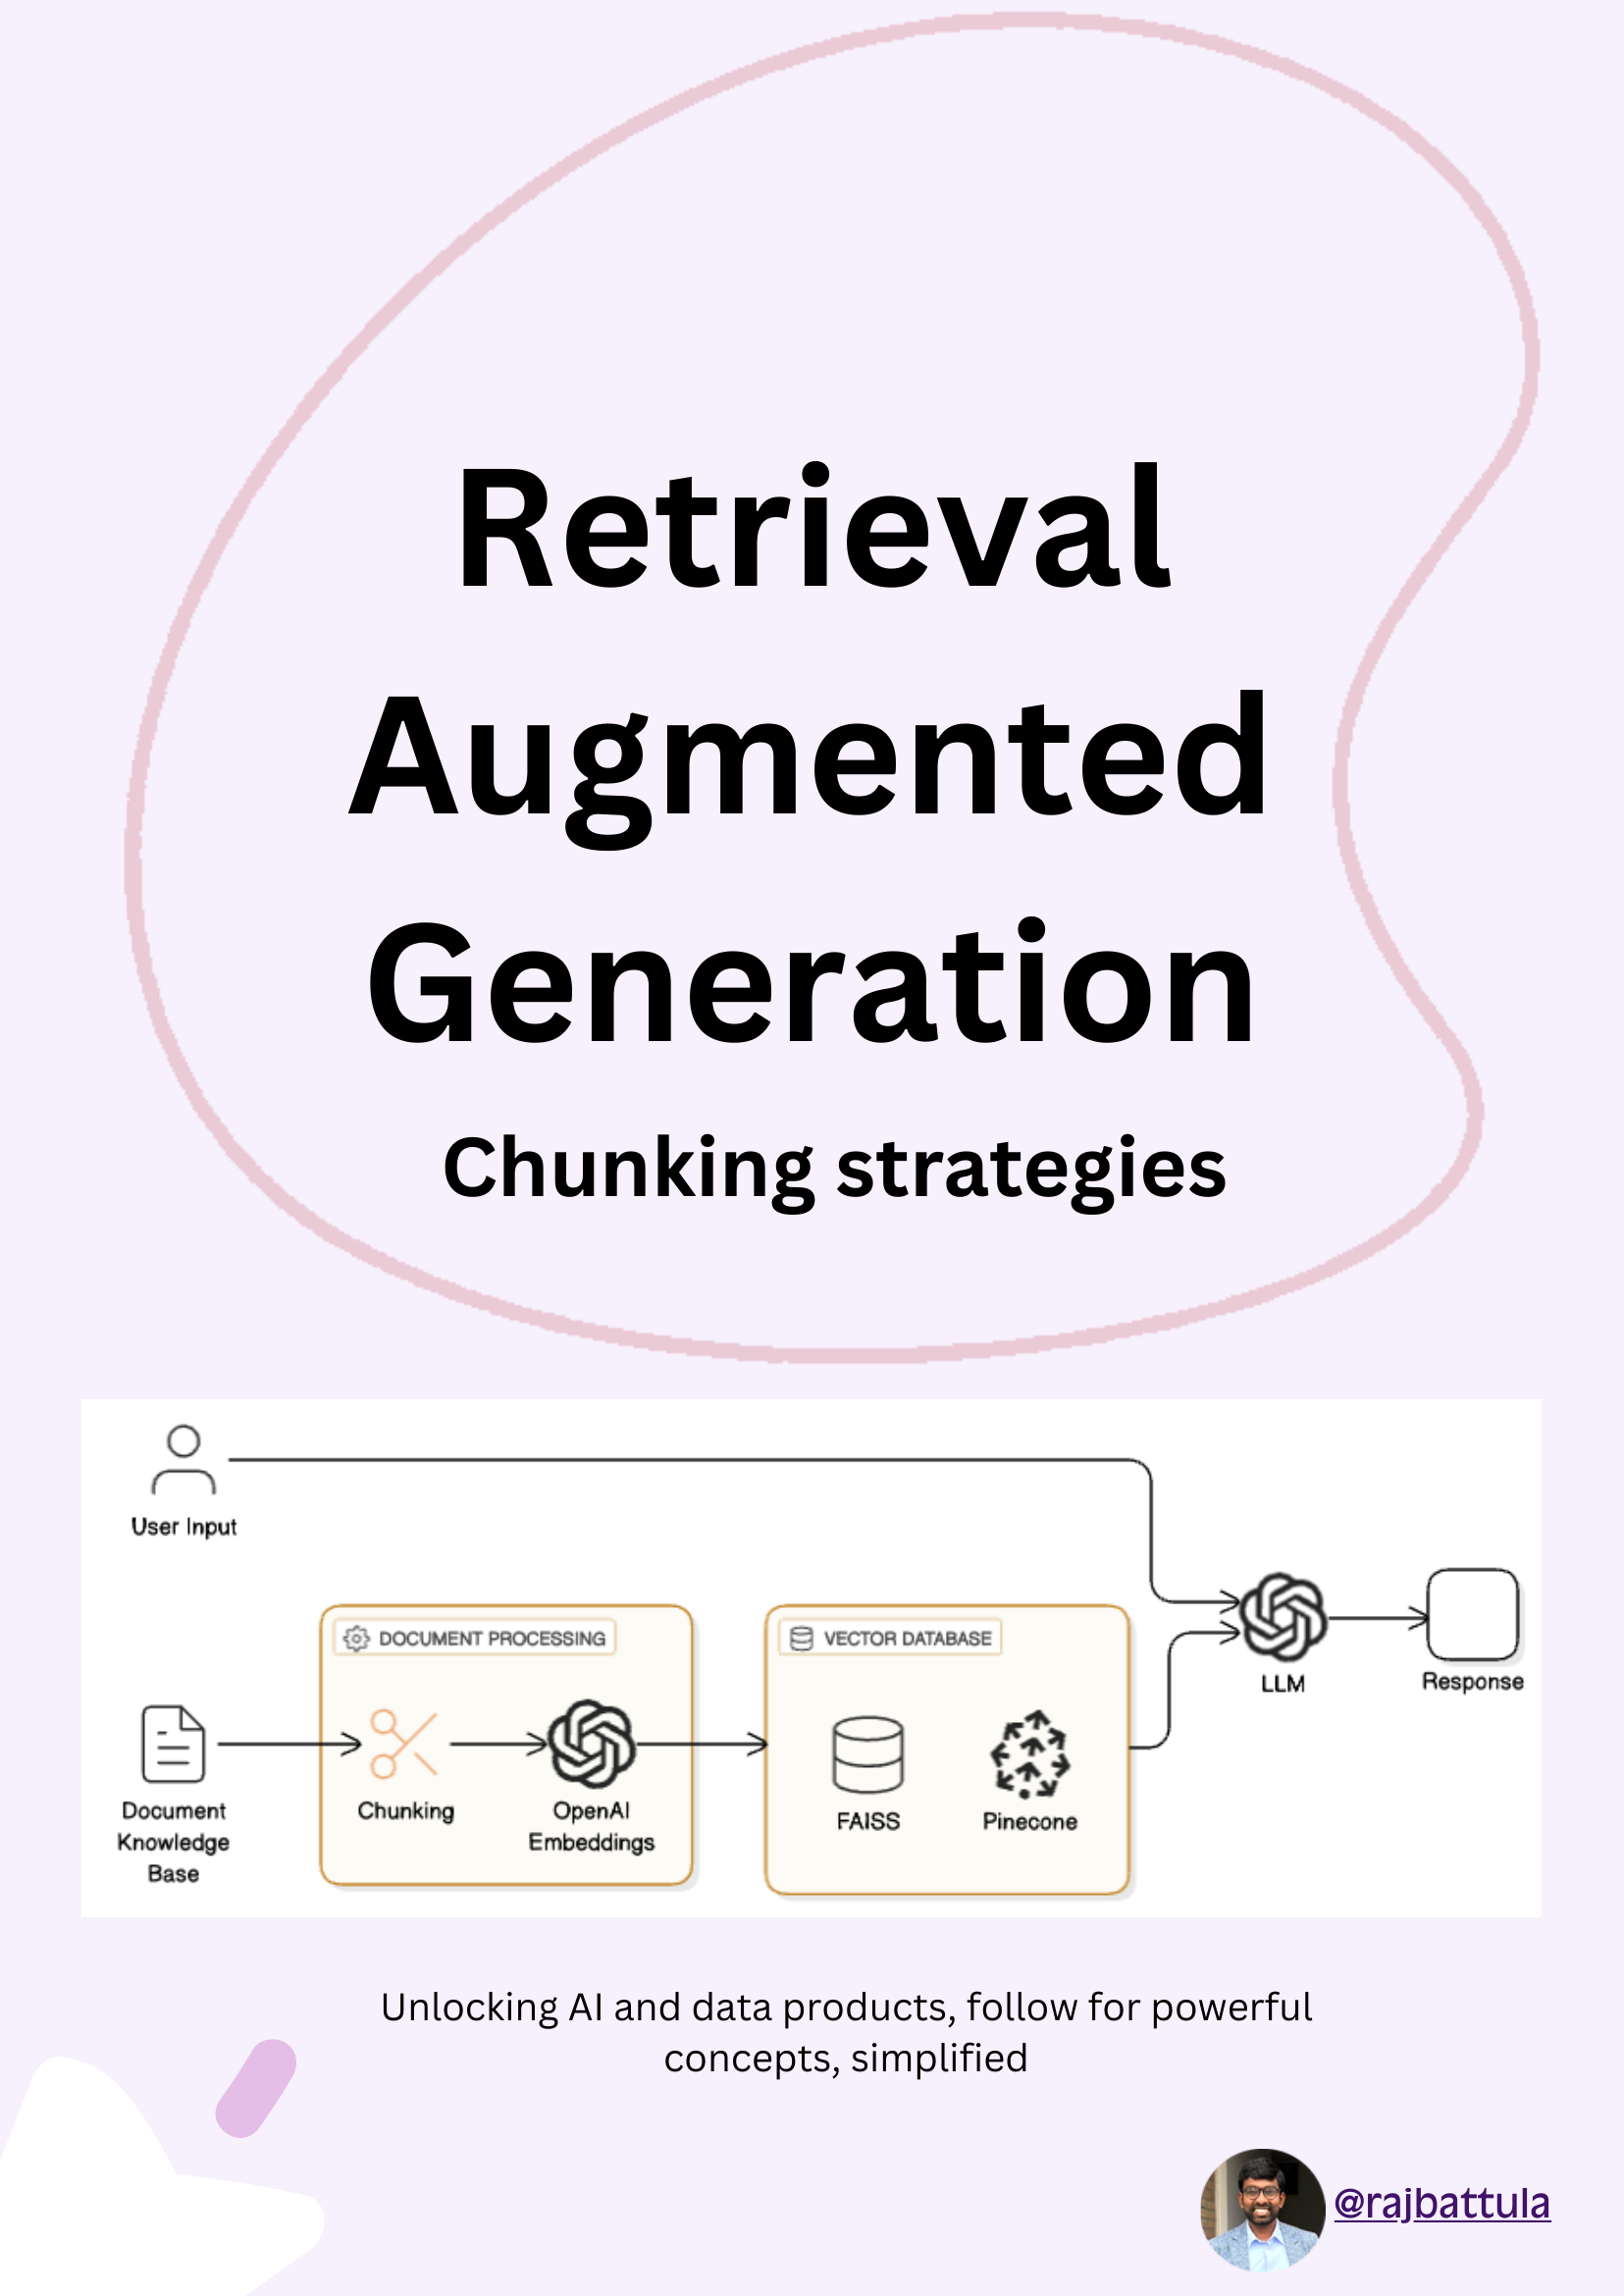 Retrieval
Augmented
Generation
Chunking strategies
User Input
DOCUMENT PROCESSING
VECTOR DATABASE
LLM
Response
Document
Knowledge
Base
Chunking
OpenAI
Embeddings
FAISS
Pinecone
Unlocking AI and data products, follow for powerful
concepts, simplified
@rajbattula